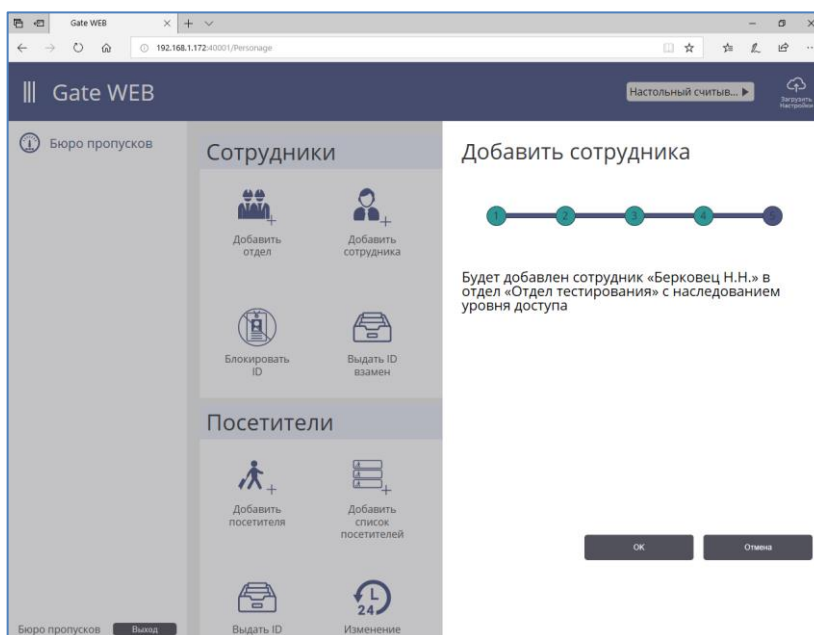 Gate WEB
192.168.1.172:40001/Personage
Gate WEB
Настольный считыв...
Загрузить
Настройки
Бюро пропусков
Сотрудники
Добавить
отдел
Добавить
сотрудника
Блокировать
ID
Выдать ID
взамен
Посетители
Добавить
посетителя
Добавить
список
посетителей
Выдать ID
L
24
Изменение
Бюро пропусков
Выход
Добавить сотрудника
1 2 3 4 5
Будет добавлен сотрудник «Берковец Н.Н.» в
отдел «Отдел тестирования» с наследованием
уровня доступа
OK
Отмена